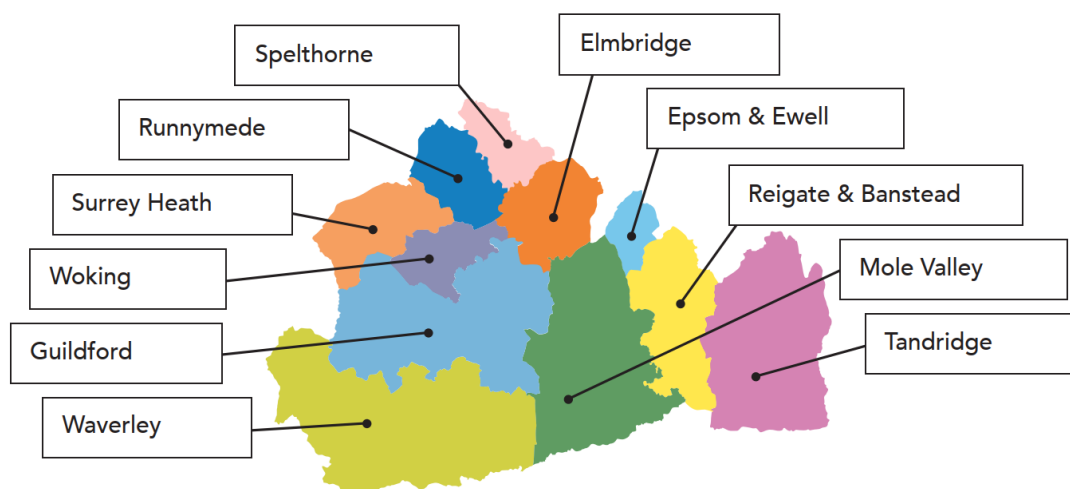 Spelthorne
Elmbridge
Runnymede
Epsom & Ewell
Surrey Heath
Reigate & Banstead
Woking
Mole Valley
Guildford
Tandridge
Waverley